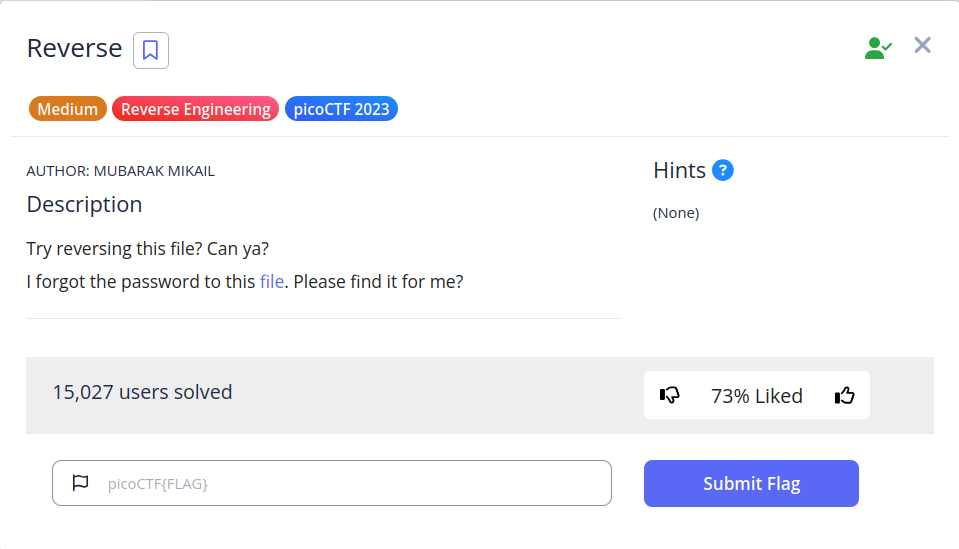 Reverse
Medium Reverse Engineering picoCTF 2023
AUTHOR: MUBARAK MIKAIL
Description
Try reversing this file? Can ya?
I forgot the password to this file. Please find it for me?
Hints ?
(None)
15,027 users solved
73% Liked
picoCTF{FLAG}
Submit Flag